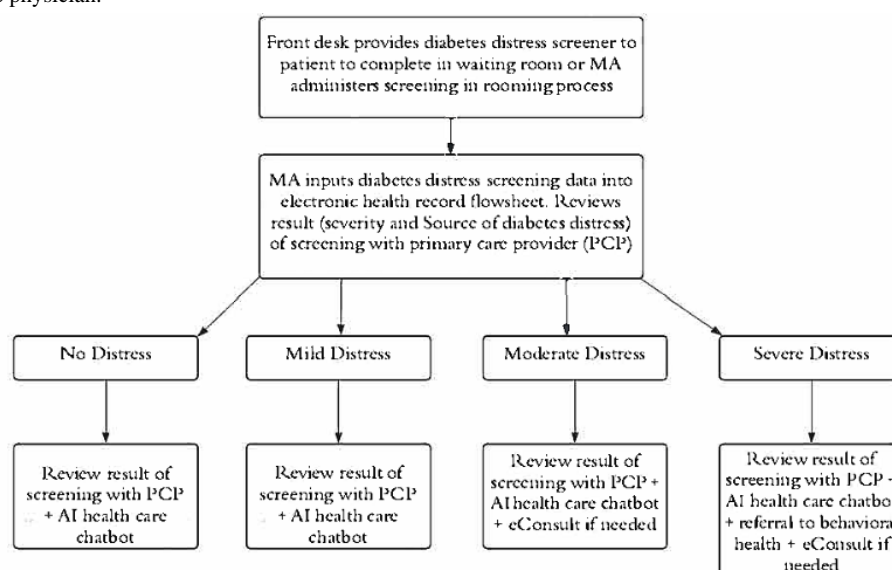 physician.
Front desk provides diabetes distress screener to
patient to complete in waiting room or MA
administers screening in rooming process
MA inputs diabetes distress screening data into
electronic health record flowsheet. Reviews
result (severity and Source of diabetes distress)
of screening with primary care provider (PCP)
No Distress
Mild Distress
Moderate Distress
Severe Distress
Review result of
screening with PCP
+ AI health care
chatbot
Review result of
screening with PCP
+ AI health care
chatbot
Review result of
screening with PCP +
AI health care chatbot
+ eConsult if needed
Review result of
screening with PCP
AI health care chatbo
+ referral to behaviora
health + eConsult if
needed